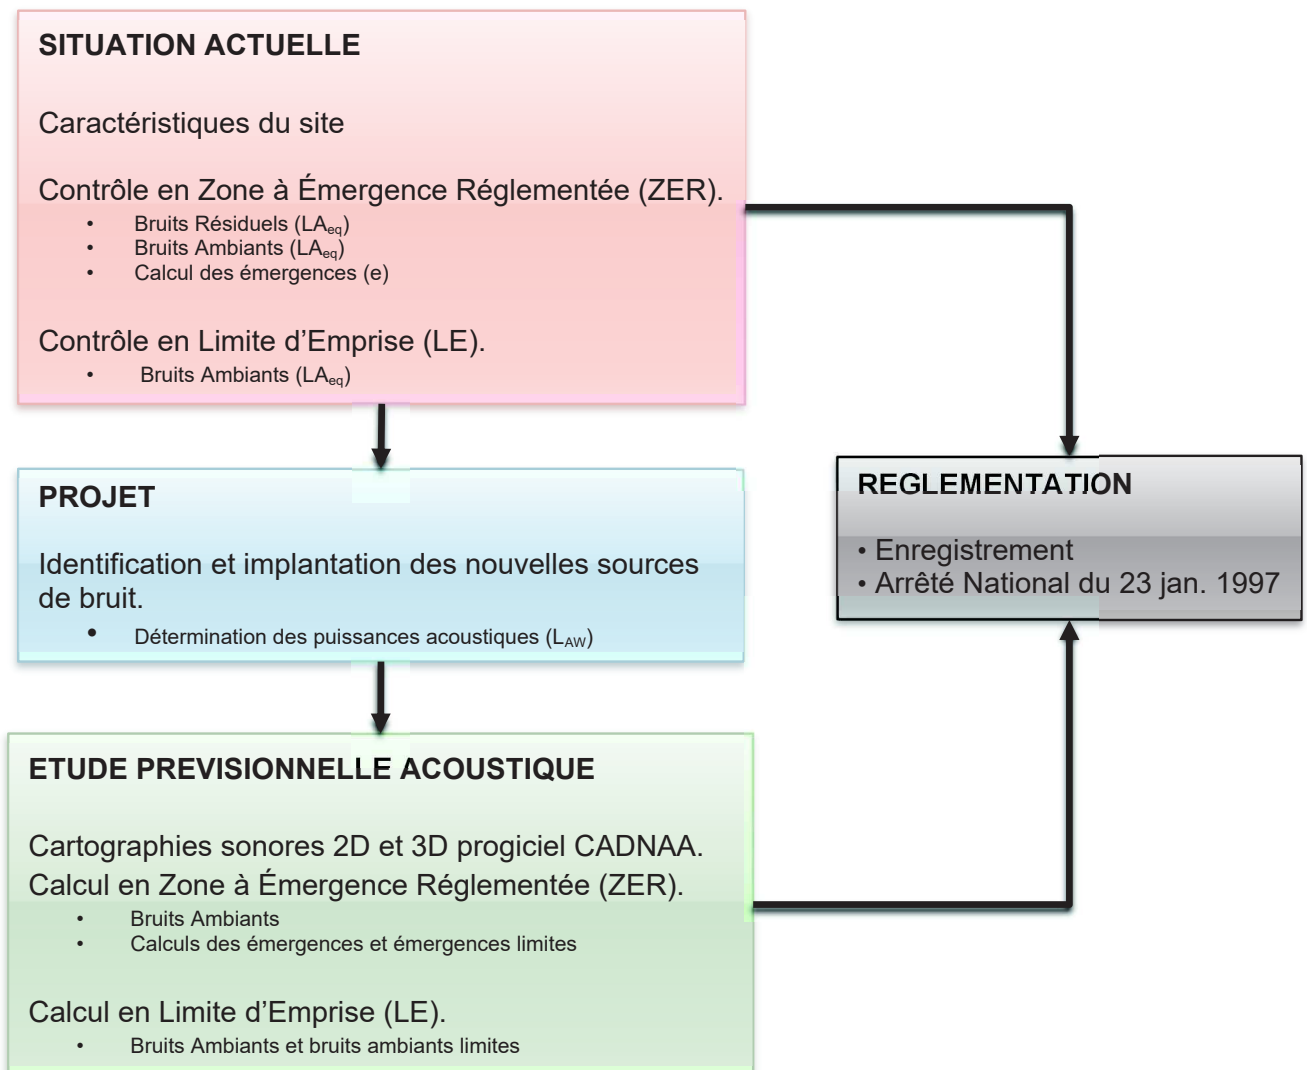 SITUATION ACTUELLE
Caractéristiques du site
Contrôle en Zone à Émergence Réglementée (ZER).
• Bruits Résiduels (LAeq)
• Bruits Ambiants (LAeq)
• Calcul des émergences (e)
Contrôle en Limite d’Emprise (LE).
• Bruits Ambiants (LAeq)
PROJET
Identification et implantation des nouvelles sources
de bruit.
• Détermination des puissances acoustiques (LAW)
REGLEMENTATION
• Enregistrement
• Arrêté National du 23 jan. 1997
ETUDE PREVISIONNELLE ACOUSTIQUE
Cartographies sonores 2D et 3D progiciel CADNAA.
Calcul en Zone à Émergence Réglementée (ZER).
• Bruits Ambiants
• Calculs des émergences et émergences limites
Calcul en Limite d’Emprise (LE).
• Bruits Ambiants et bruits ambiants limites